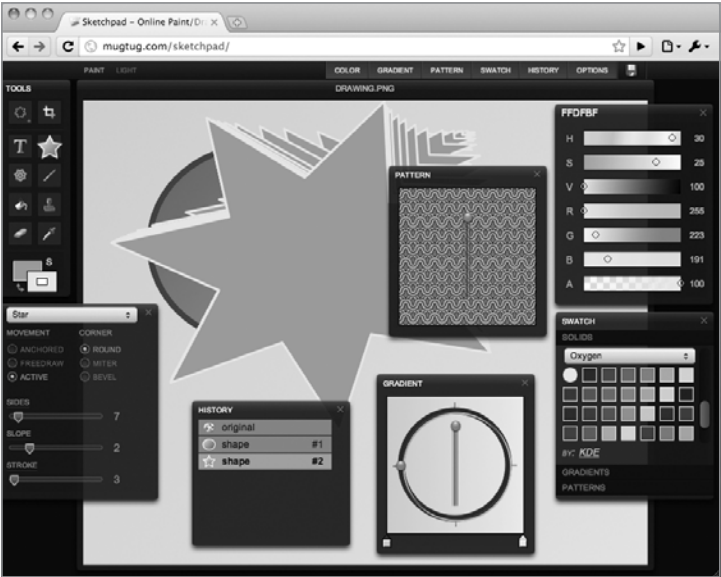 Sketchpad - Online Paint/Dr
mugtug.com/sketchpad/
PAINT LIGHT COLOR GRADIENT PATTERN SWATCH HISTORY OPTIONS
TOOLS
DRAWING.PNG
T
S
Star
MOVEMENT CORNER
ANCHORED ROUND
FREEDRAW MITER
ACTIVE BEVEL
SIDES
7
SLOPE
2
STROKE
3
HISTORY
original
shape #1
shape #2
PATTERN
GRADIENT
FFDFBF
H 30
S 25
V 100
R 255
G 223
B 191
A 100
SWATCH
SOLIDS
Oxygen
BY: KDE
GRADIENTS
PATTERNS